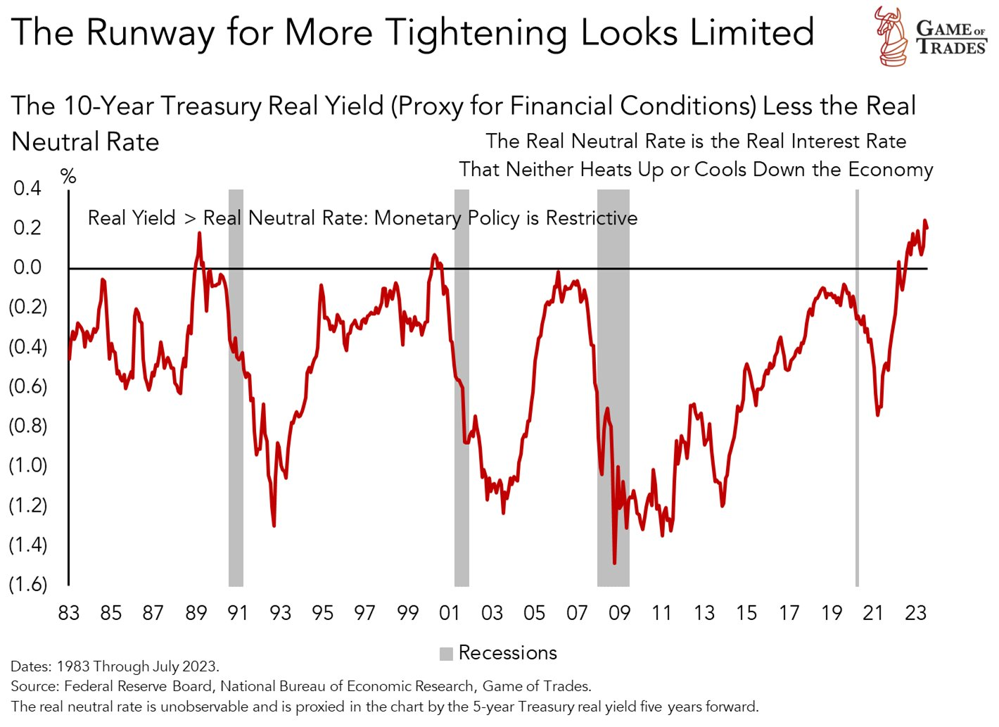 The Runway for More Tightening Looks Limited
GAME OF
TRADES
The 10-Year Treasury Real Yield (Proxy for Financial Conditions) Less the Real
Neutral Rate
The Real Neutral Rate is the Real Interest Rate
That Neither Heats Up or Cools Down the Economy
%
Real Yield > Real Neutral Rate: Monetary Policy is Restrictive
0.4
0.2
0.0
(0.2)
(0.4)
(0.6)
(0.8)
(1.0)
(1.2)
(1.4)
(1.6)
83 85 87 89 91 93 95 97 99 01 03 05 07 09 11 13 15 17 19 21 23
Recessions
Dates: 1983 Through July 2023.
Source: Federal Reserve Board, National Bureau of Economic Research, Game of Trades.
The real neutral rate is unobservable and is proxied in the chart by the 5-year Treasury real yield five years forward.